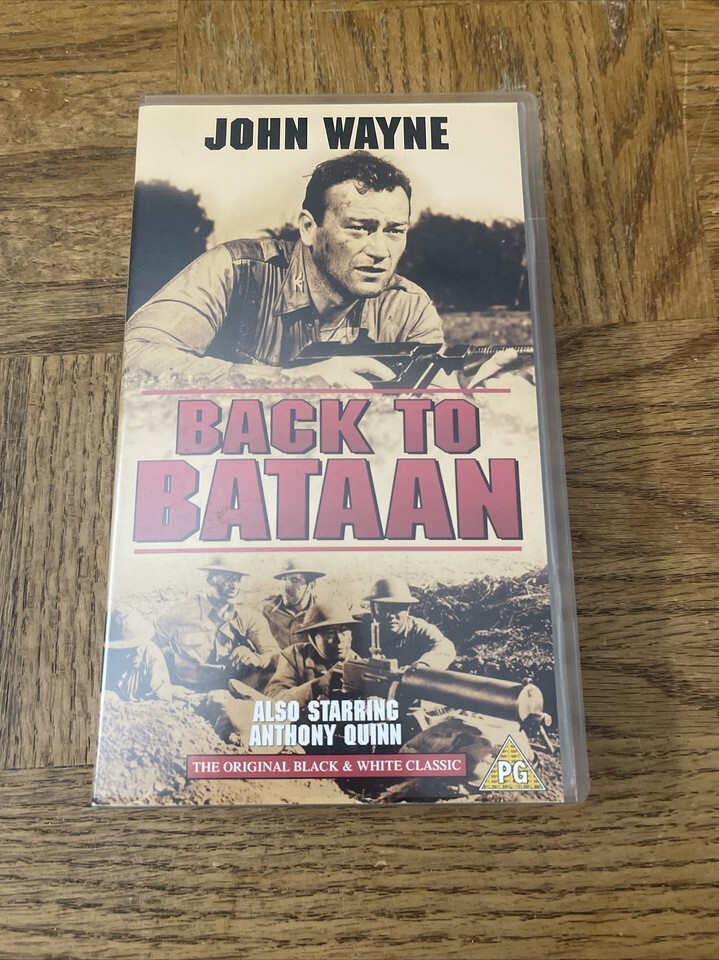 JOHN WAYNE
BACK TO
BATAAN
ALSO STARRING
ANTHONY QUINN
THE ORIGINAL BLACK & WHITE CLASSIC
PG